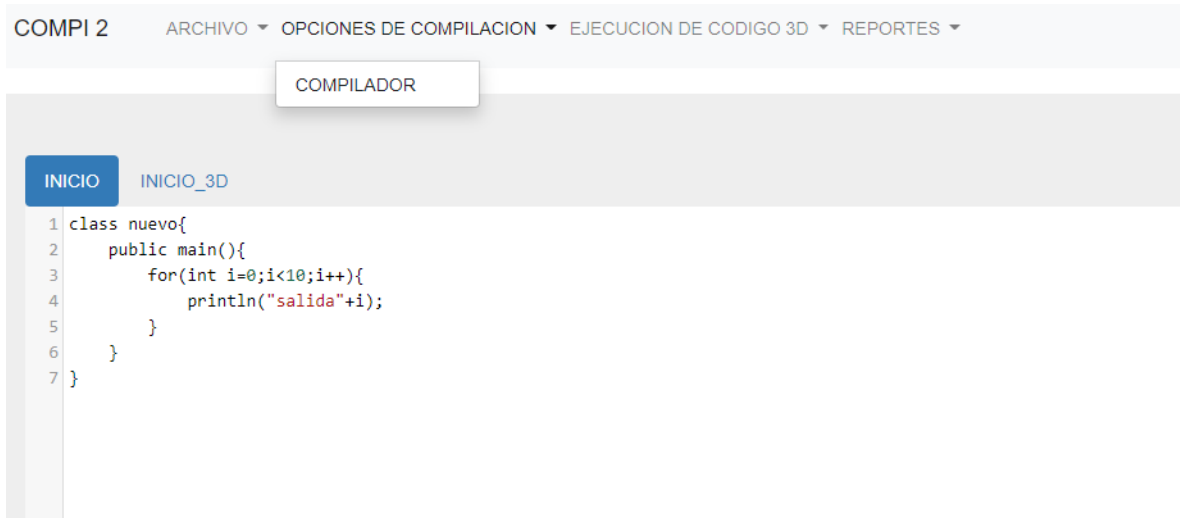 COMPI 2 ARCHIVO OPCIONES DE COMPILACION EJECUCION DE CODIGO 3D REPORTES
COMPILADOR
INICIO INICIO_3D
1 class nuevo{
2 public main(){
3 for(int i=0;i<10;i++){
4 println("salida"+i);
5 }
6 }
7 }